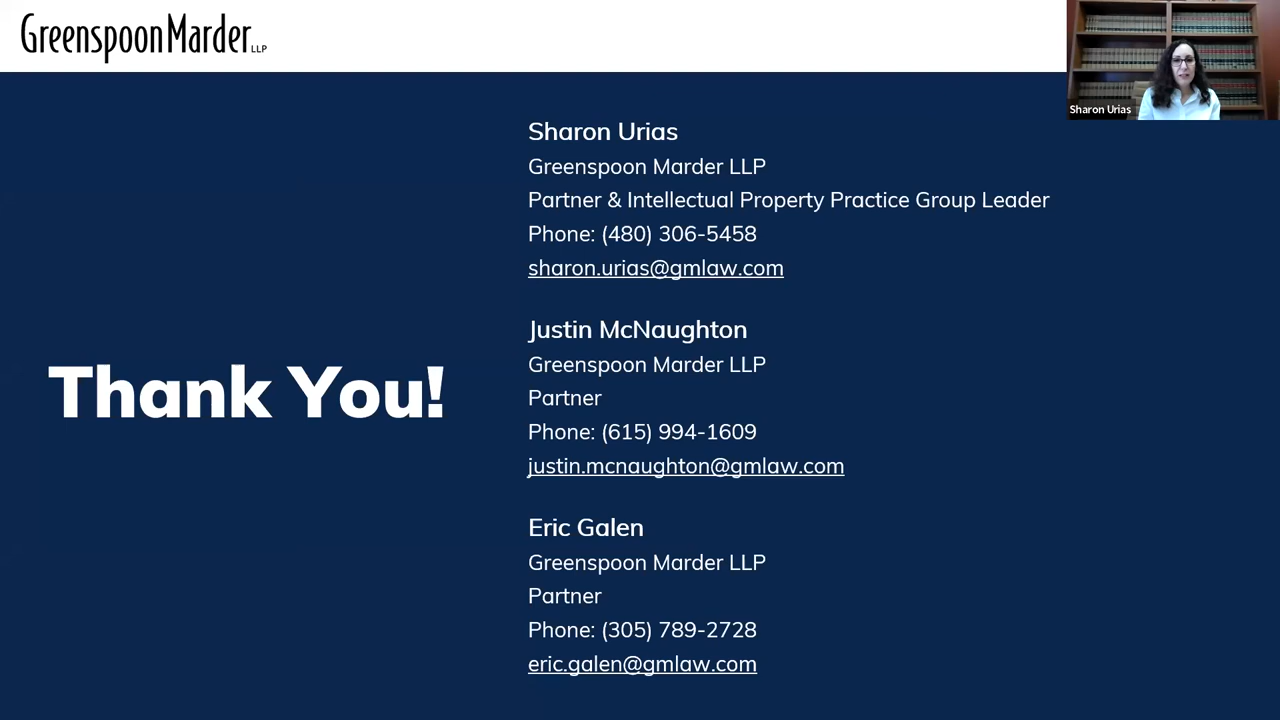 GreenspoonMarder LLP
Sharon Urias
Thank You!
Sharon Urias
Greenspoon Marder LLP
Partner & Intellectual Property Practice Group Leader
Phone: (480) 306-5458
sharon.urias@gmlaw.com
Justin McNaughton
Greenspoon Marder LLP
Partner
Phone: (615) 994-1609
justin.mcnaughton@gmlaw.com
Eric Galen
Greenspoon Marder LLP
Partner
Phone: (305) 789-2728
eric.galen@gmlaw.com